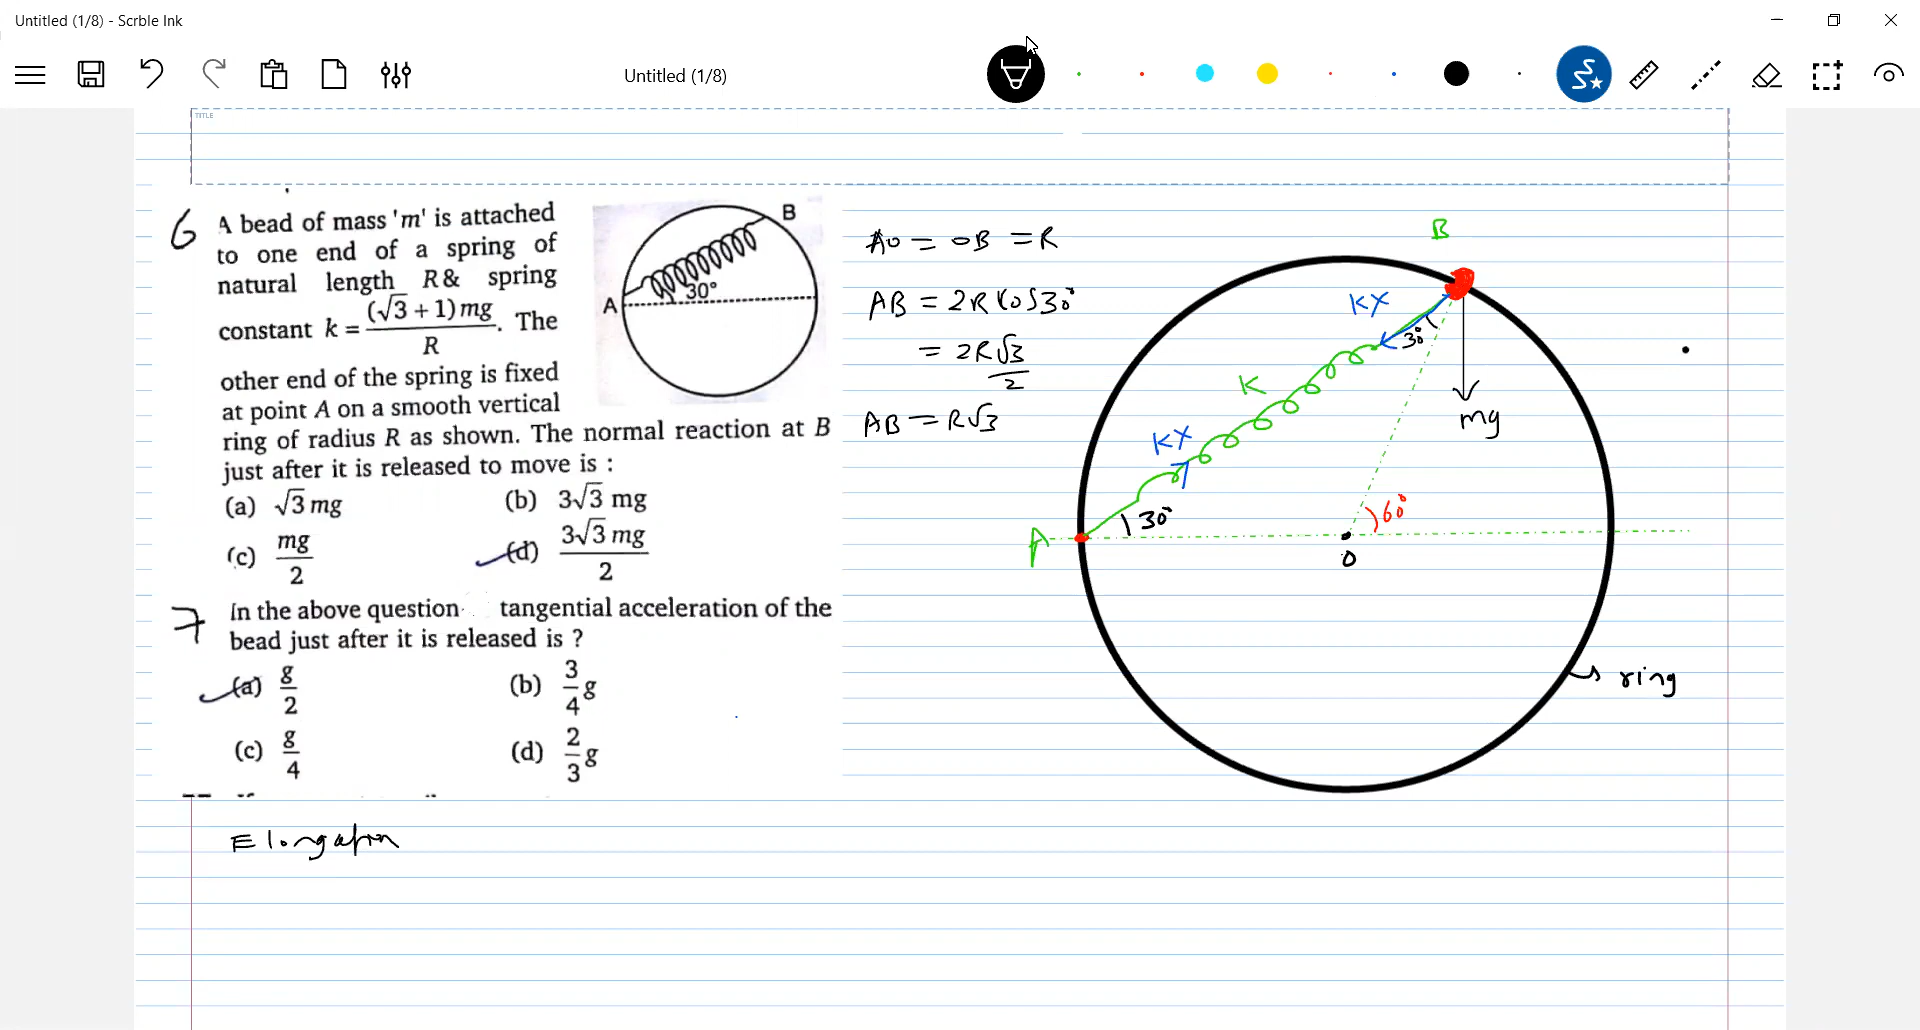 Untitled (1/8) - Scrble Ink
Untitled (1/8)
TITLE
6
A bead of mass 'm' is attached
to one end of a spring of
natural length R& spring
constant k = (√3 + 1) mg / R . The
other end of the spring is fixed
at point A on a smooth vertical
ring of radius R as shown. The normal reaction at B
just after it is released to move is :
(a) √3 mg (b) 3√3 mg
(c) mg/2 (d) 3√3 mg / 2
7
In the above question tangential acceleration of the
bead just after it is released is ?
(a) g/2 (b) 3/4 g
(c) g/4 (d) 2/3 g
A
B
30°
AO = OB = R
AB = 2R Cos30°
= 2R√3/2
AB = R√3
B
KX
30°
K
mg
KX
A
30°
60°
O
ring
Elongation